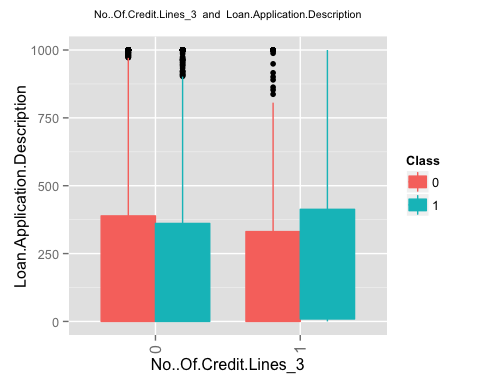 No..Of.Credit.Lines_3 and Loan.Application.Description
1000
750
500
250
0
Loan.Application.Description
0
1
No..Of.Credit.Lines_3
Class
0
1